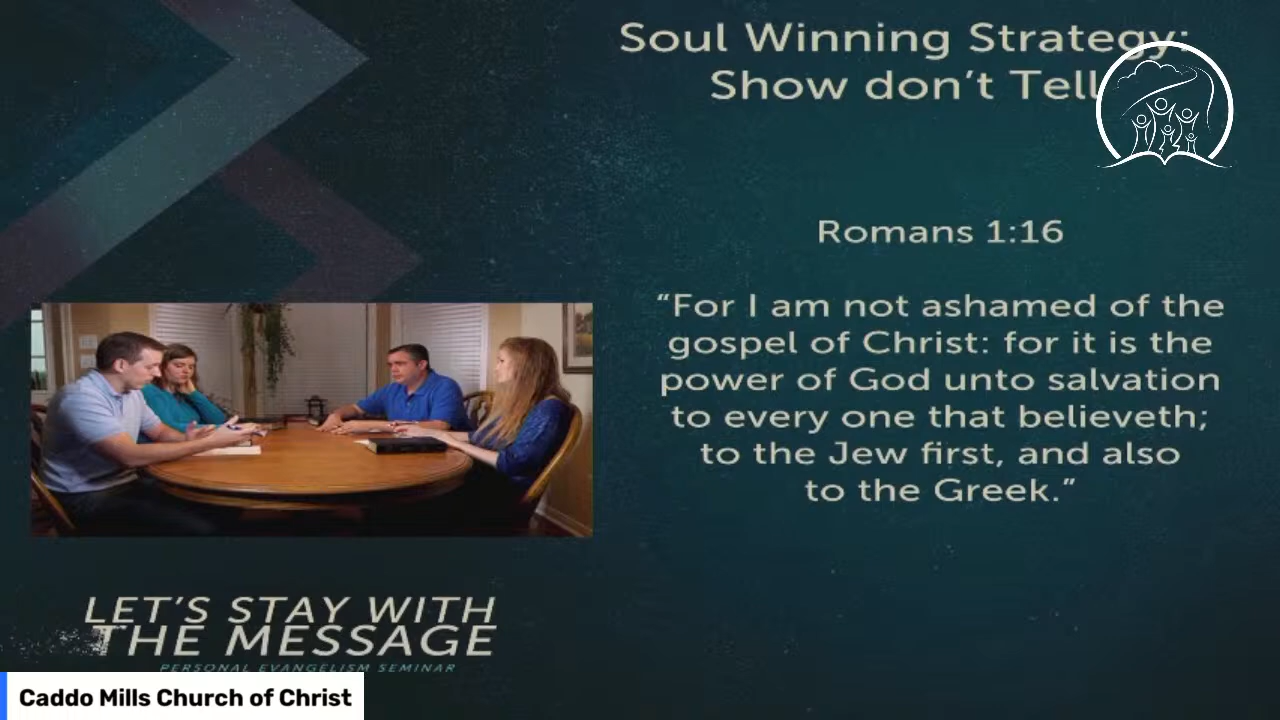 Soul Winning Strategy:
Show don't Tell
Romans 1:16
“For I am not ashamed of the
gospel of Christ: for it is the
power of God unto salvation
to every one that believeth;
to the Jew first, and also
to the Greek.”
LET'S STAY WITH
THE MESSAGE
PERSONAL EVANGELISM SEMINAR
Caddo Mills Church of Christ